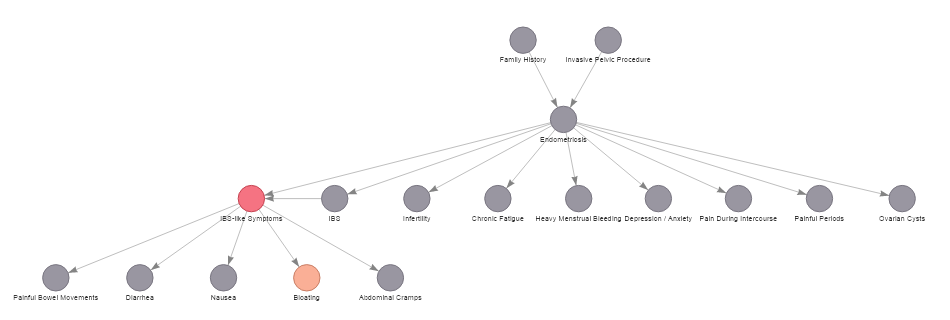 Family History
Invasive Pelvic Procedure
Endometriosis
IBS-like Symptoms
IBS
Infertility
Chronic Fatigue
Heavy Menstrual Bleeding
Depression / Anxiety
Pain During Intercourse
Painful Periods
Ovarian Cysts
Painful Bowel Movements
Diarrhea
Nausea
Bloating
Abdominal Cramps